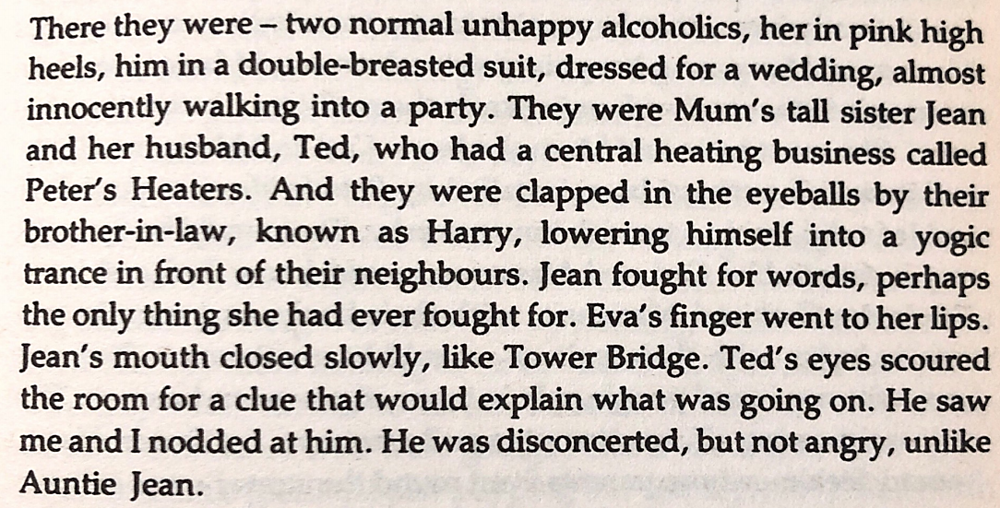 There they were – two normal unhappy alcoholics, her in pink high
heels, him in a double-breasted suit, dressed for a wedding, almost
innocently walking into a party. They were Mum's tall sister Jean
and her husband, Ted, who had a central heating business called
Peter's Heaters. And they were clapped in the eyeballs by their
brother-in-law, known as Harry, lowering himself into a yogic
trance in front of their neighbours. Jean fought for words, perhaps
the only thing she had ever fought for. Eva's finger went to her lips.
Jean's mouth closed slowly, like Tower Bridge. Ted's eyes scoured
the room for a clue that would explain what was going on. He saw
me and I nodded at him. He was disconcerted, but not angry, unlike
Auntie Jean.